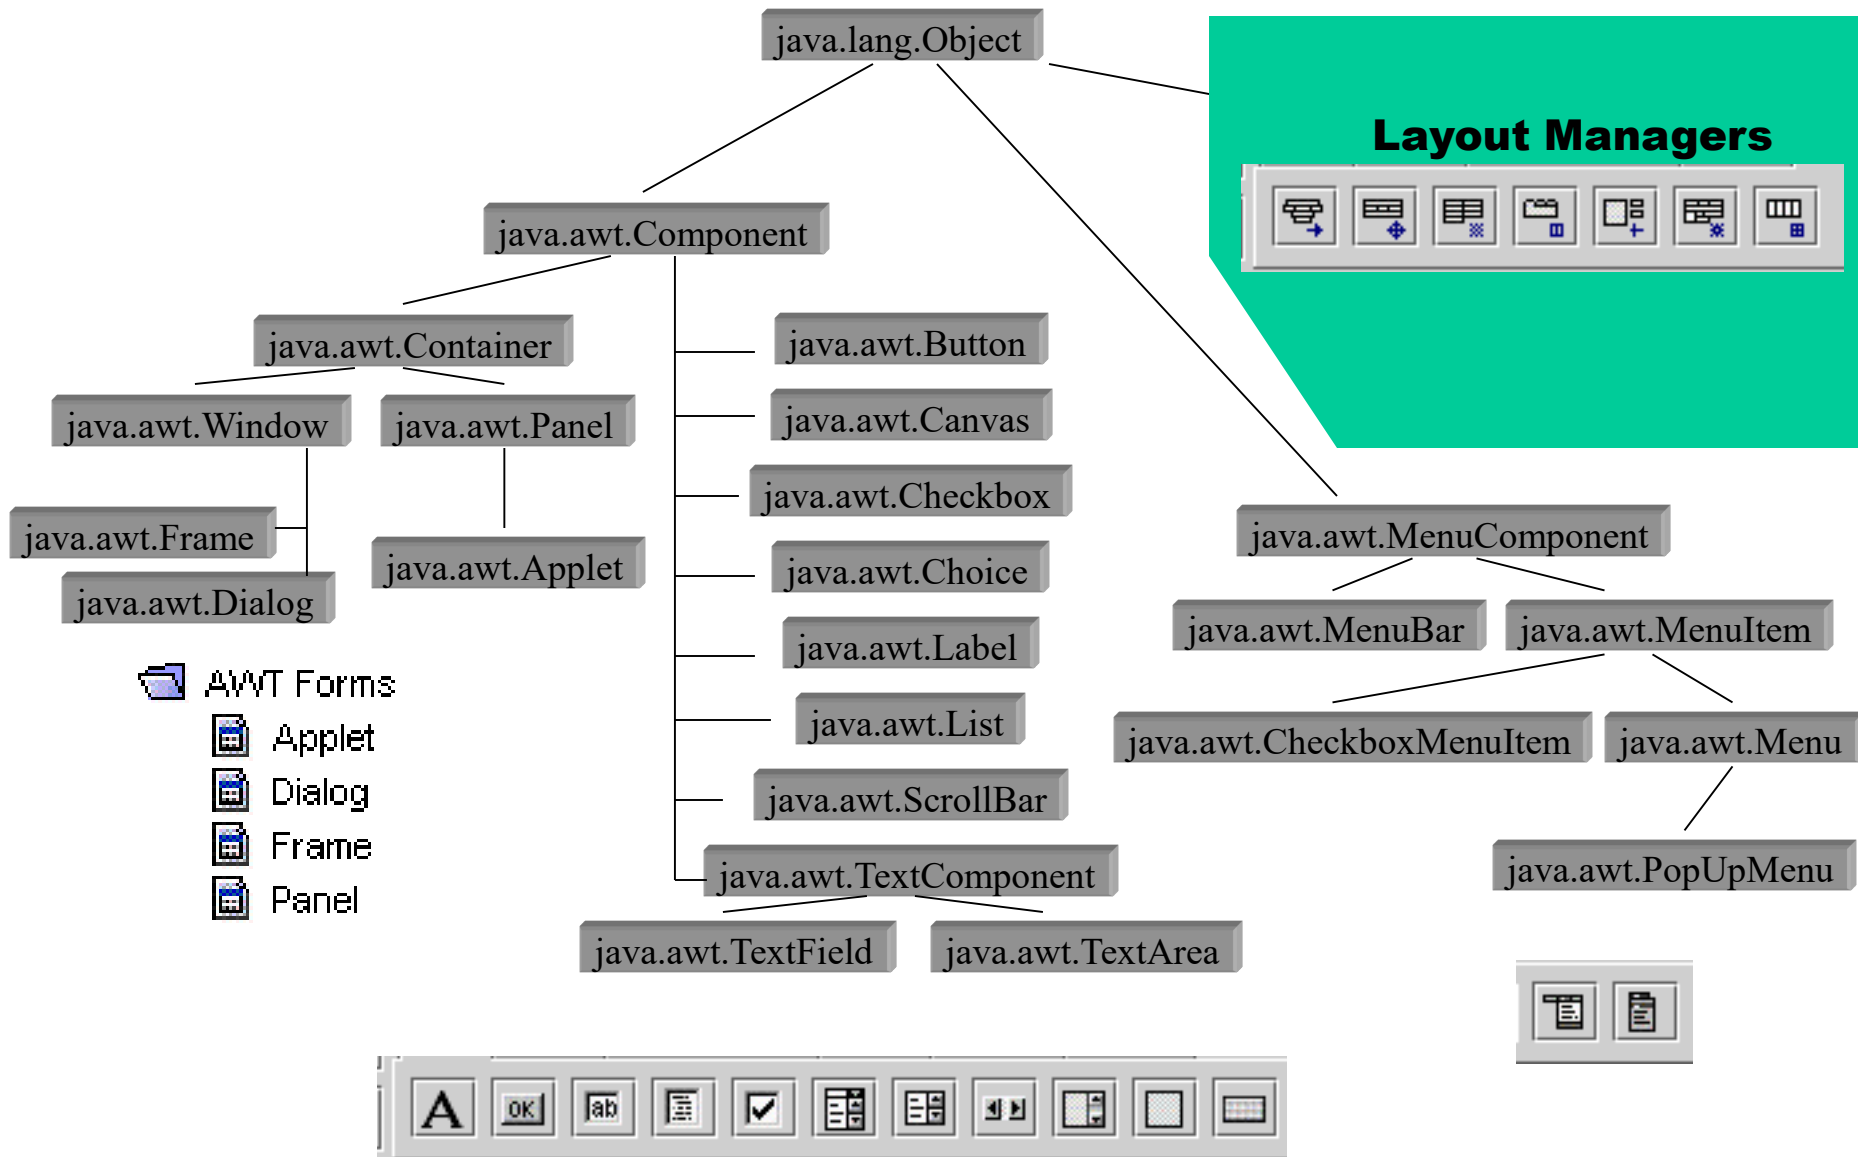 java.lang.Object
Layout Managers
java.awt.Component
java.awt.Container
java.awt.Button
java.awt.Window
java.awt.Panel
java.awt.Canvas
java.awt.Checkbox
java.awt.Frame
java.awt.Applet
java.awt.Choice
java.awt.MenuComponent
java.awt.Dialog
java.awt.Label
java.awt.MenuBar
java.awt.MenuItem
AWT Forms
Applet
Dialog
Frame
Panel
java.awt.List
java.awt.CheckboxMenuItem
java.awt.Menu
java.awt.ScrollBar
java.awt.TextComponent
java.awt.PopUpMenu
java.awt.TextField
java.awt.TextArea
A
OK
ab